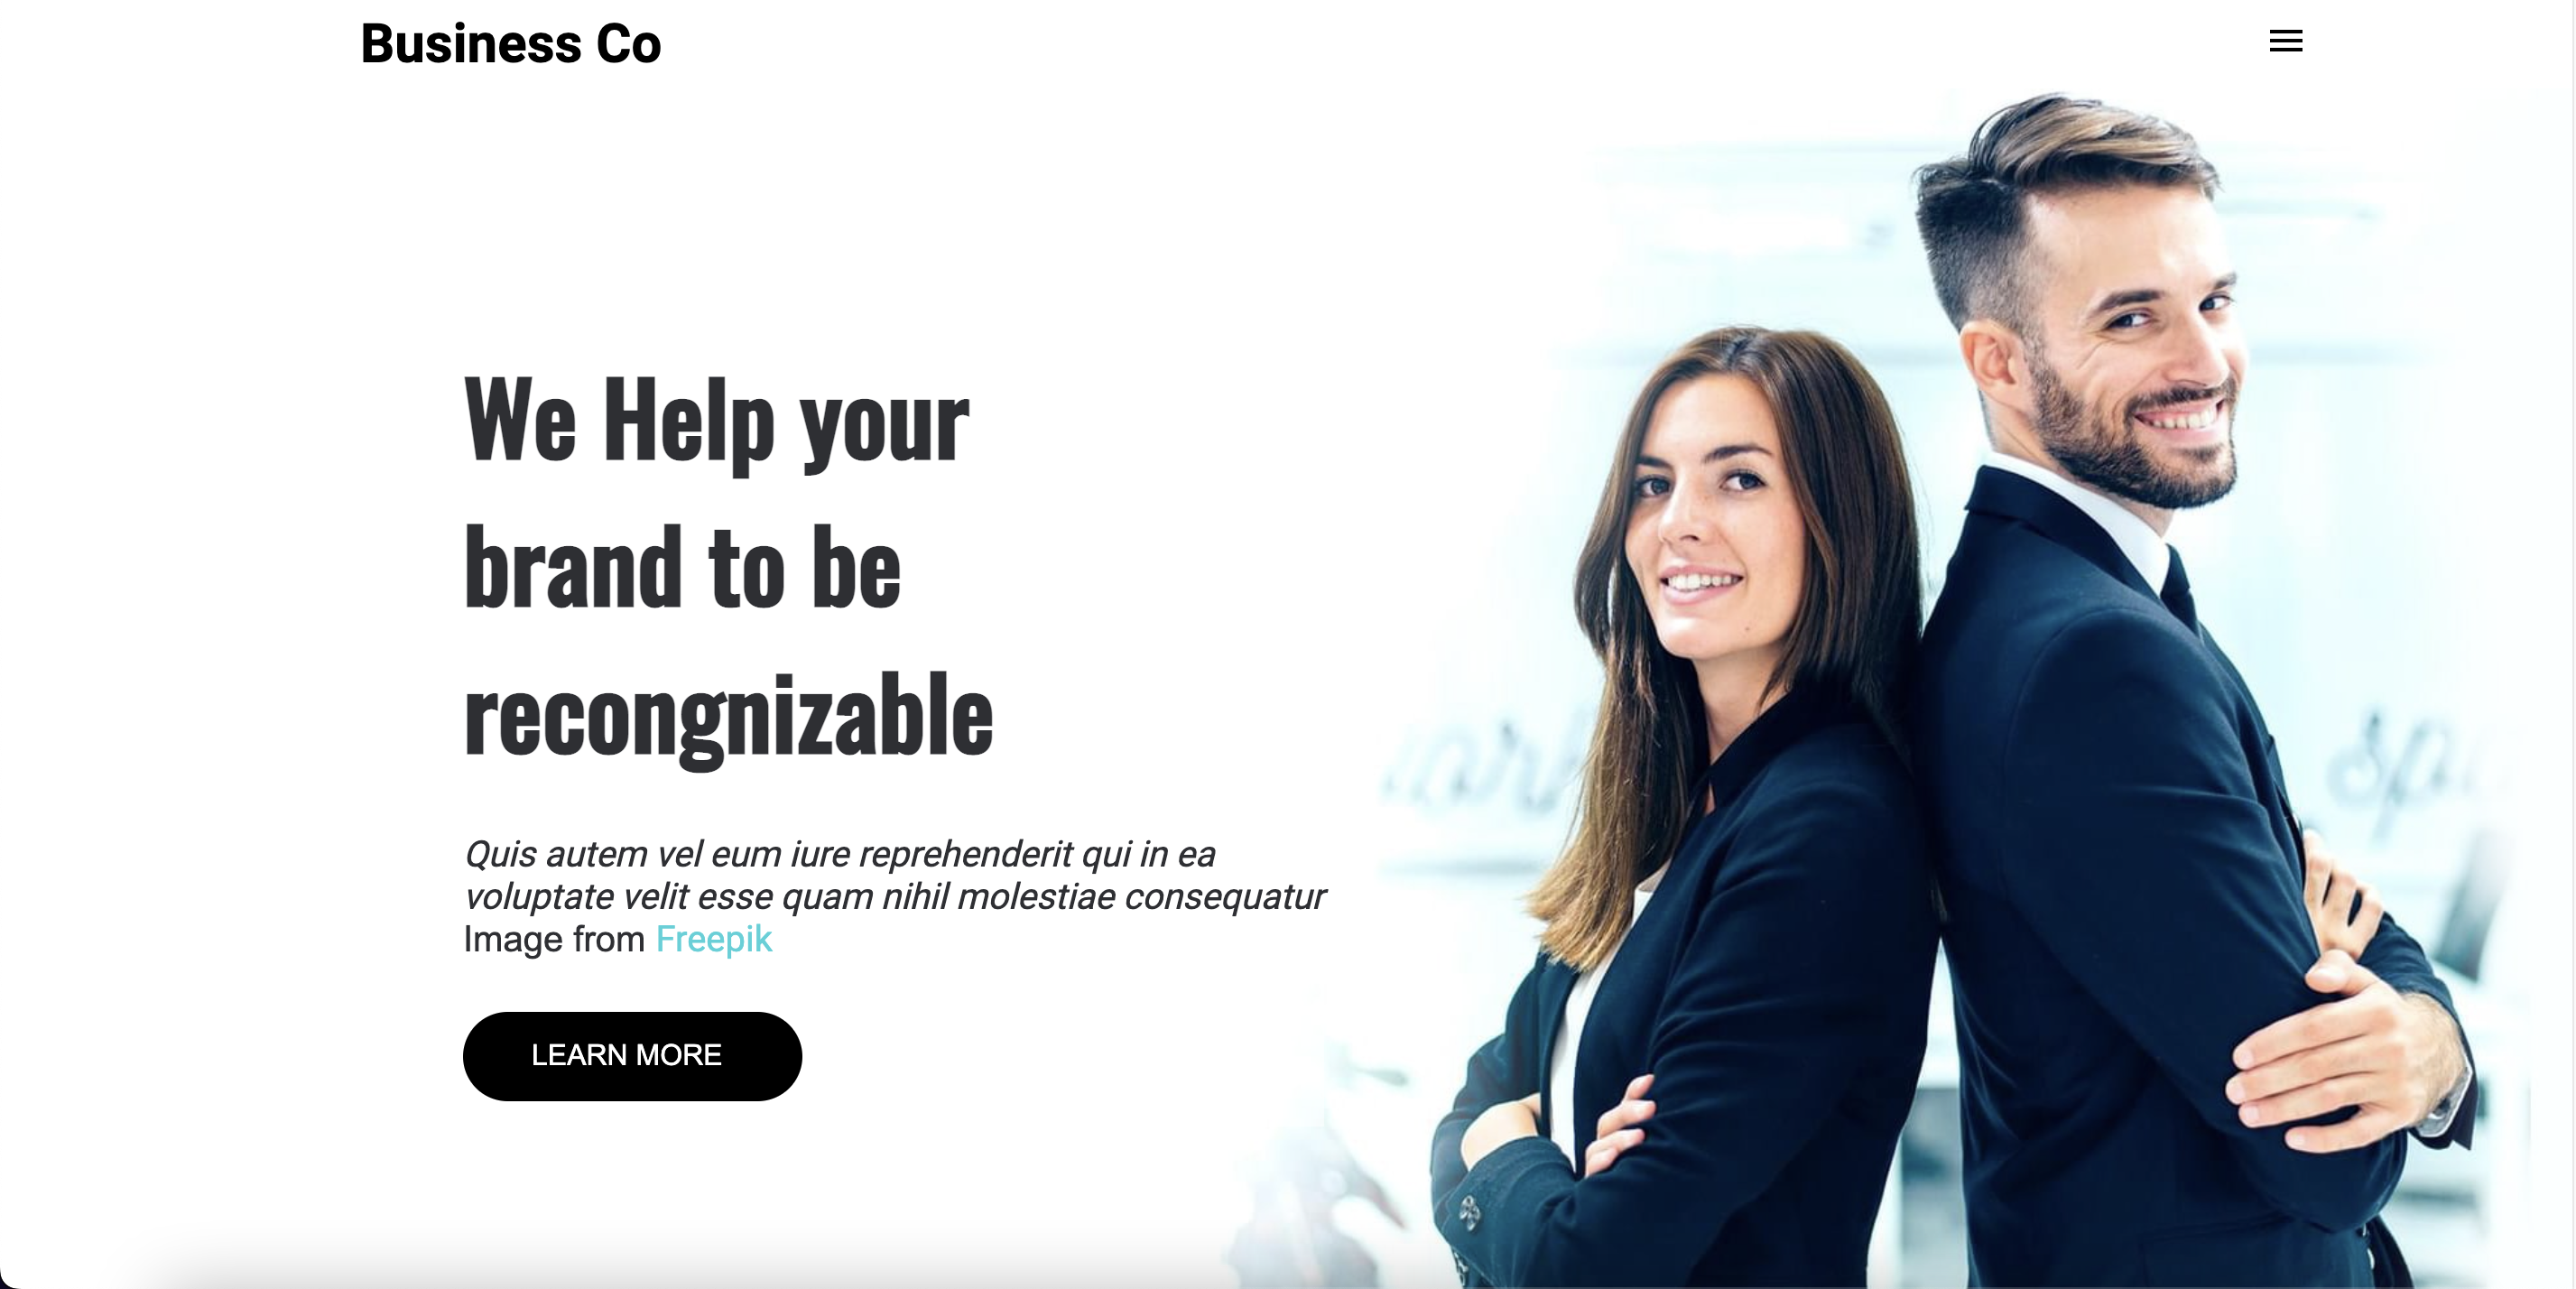 Business Co
We Help your
brand to be
recongnizable
Quis autem vel eum iure reprehenderit qui in ea
voluptate velit esse quam nihil molestiae consequatur
Image from Freepik
LEARN MORE